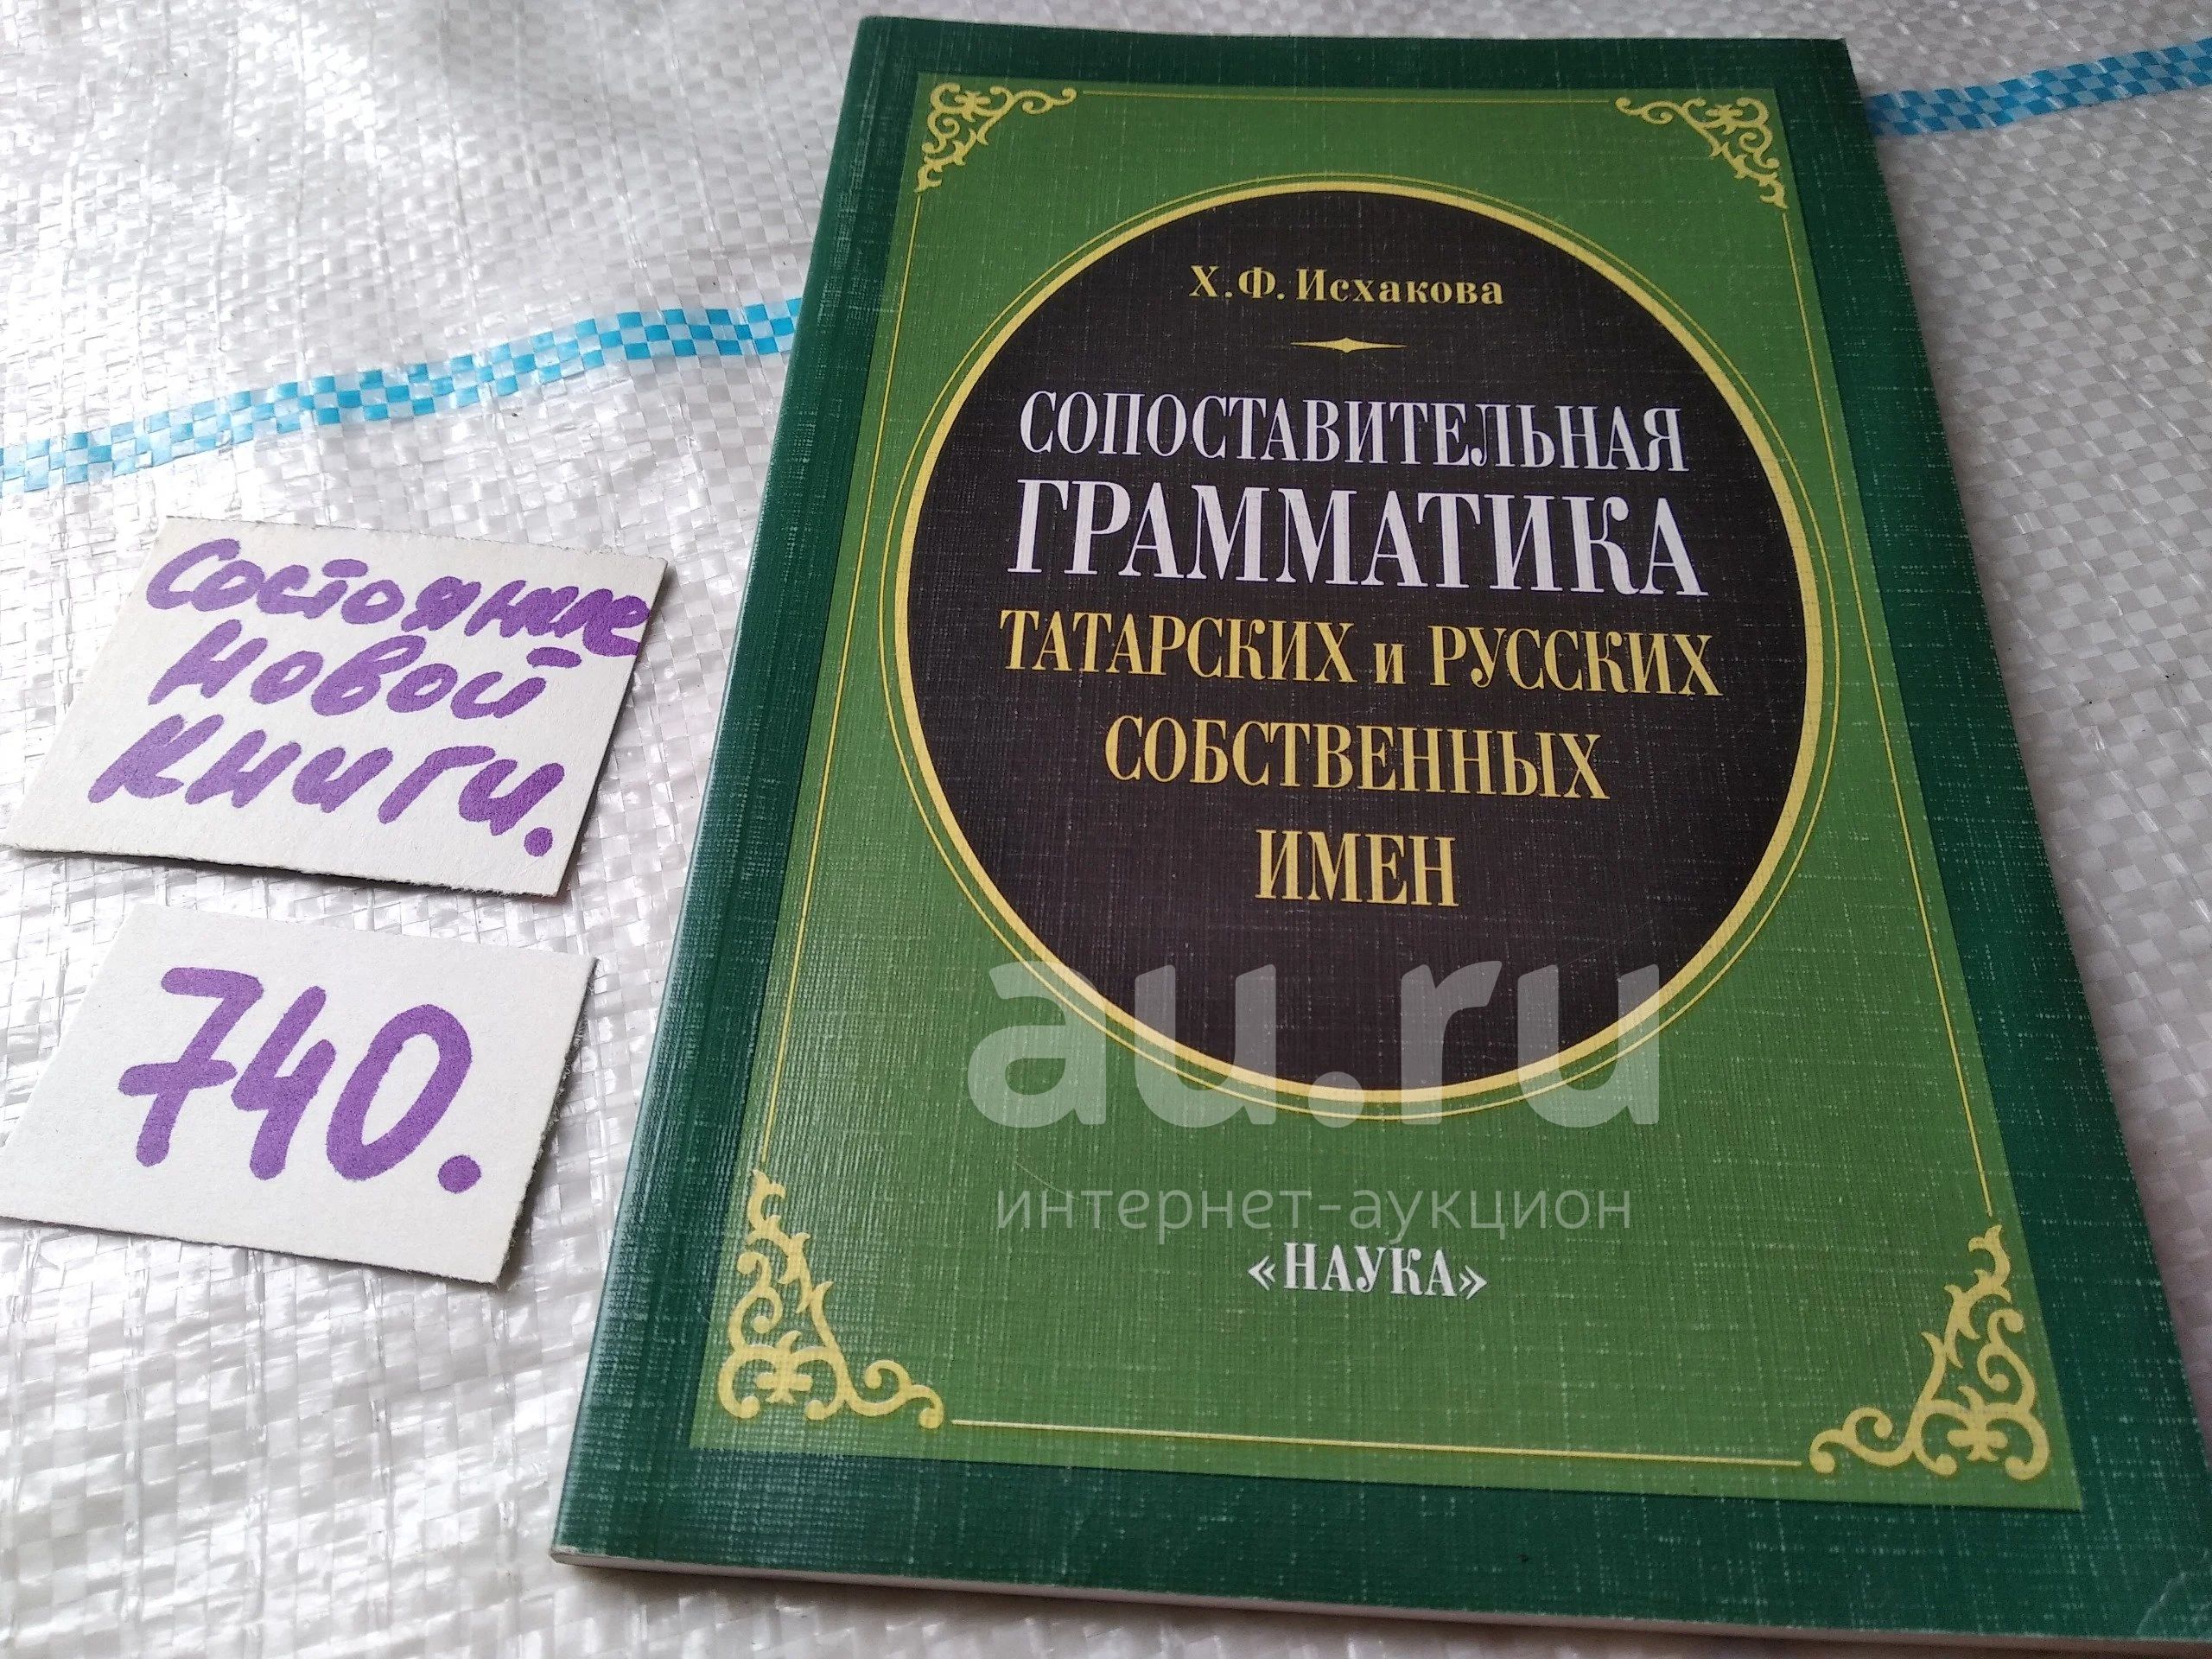 Х.Ф. Исхакова
СОПОСТАВИТЕЛЬНАЯ
ГРАММАТИКА
ТАТАРСКИХ и РУССКИХ
СОБСТВЕННЫХ
ИМЕН
«НАУКА»
Состояние
новой
книги.
740.
au.ru
интернет-аукцион